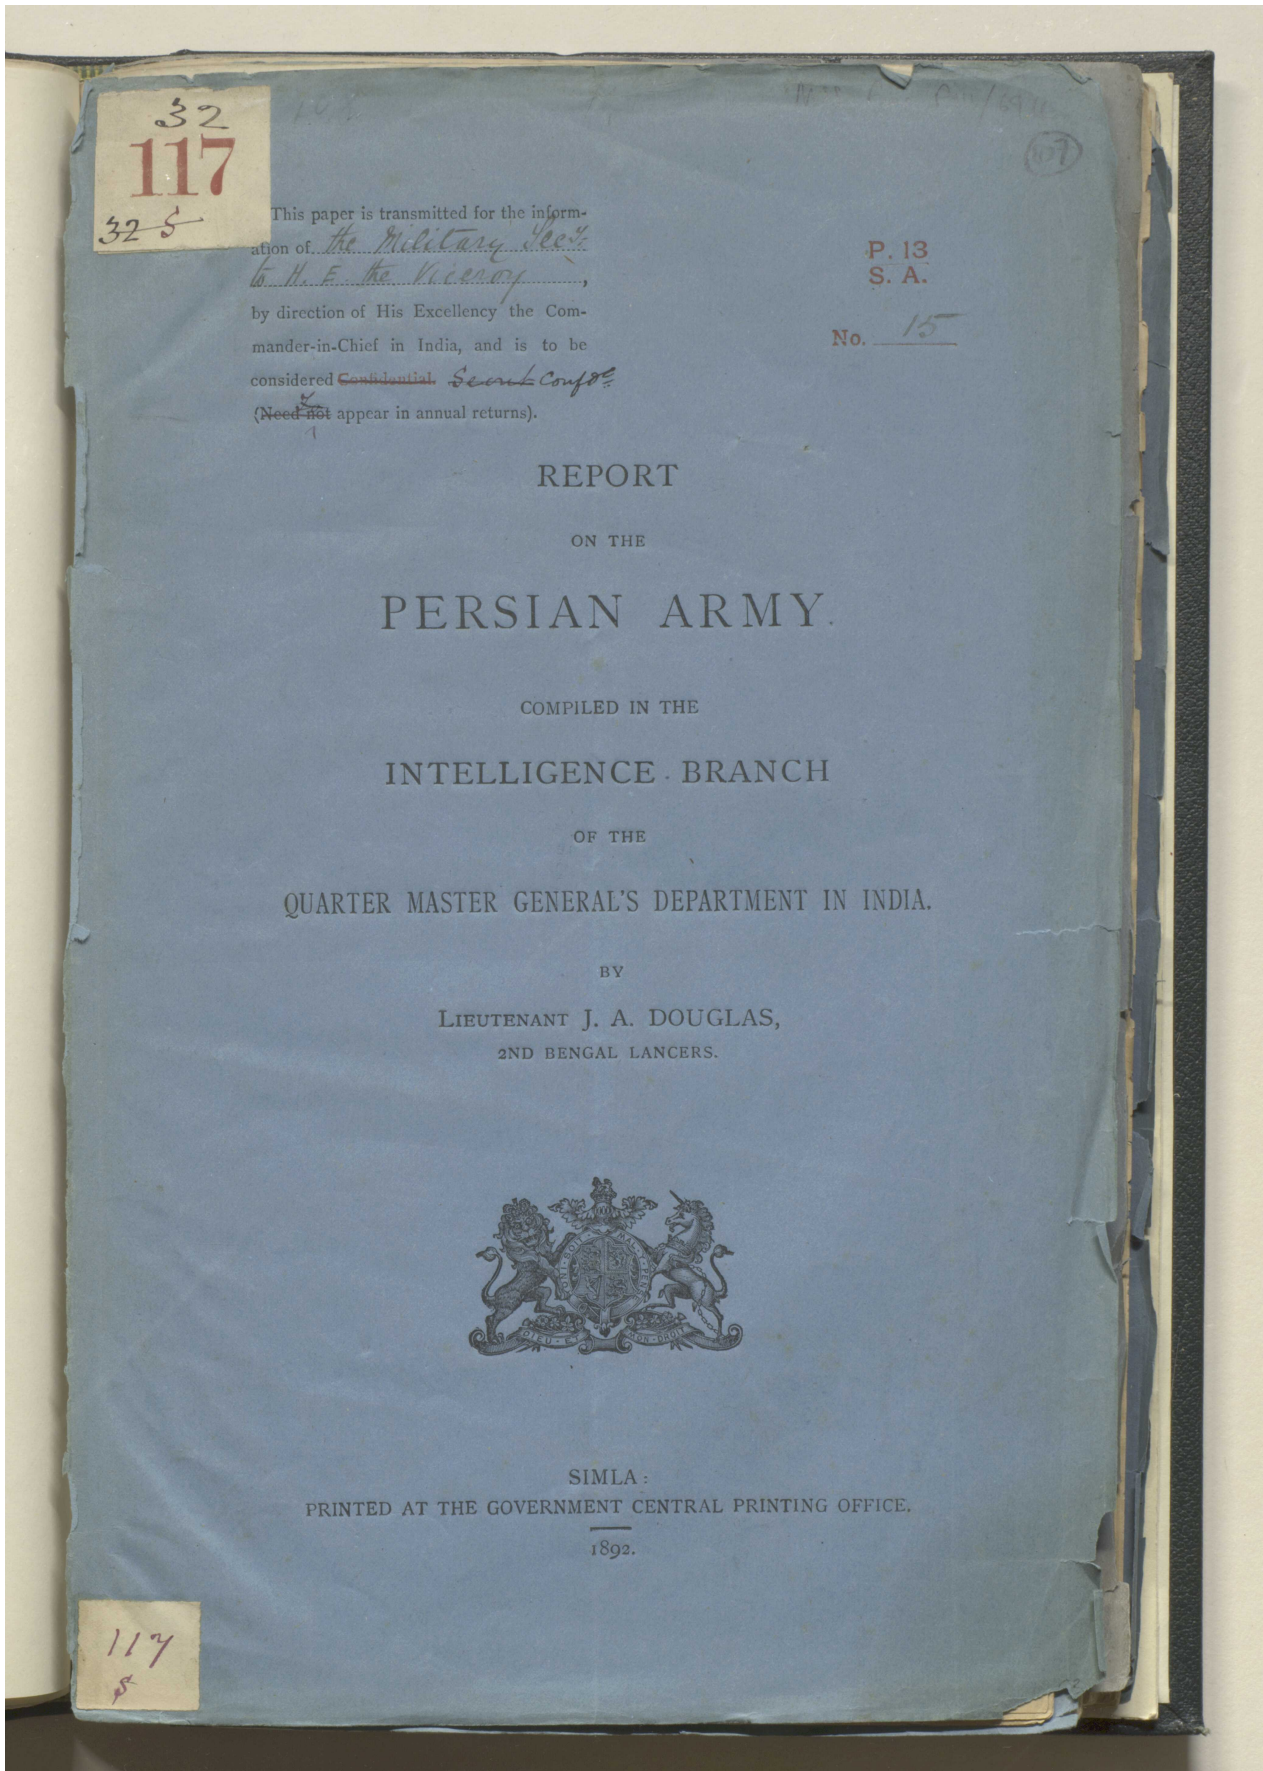 32
117
32 S
This paper is transmitted for the inform-
ation of the Military Secy.
to H. E. the Viceroy,
by direction of His Excellency the Com-
mander-in-Chief in India, and is to be
considered Confidential. Secret Confdl.
(Need not appear in annual returns).
P. 13
S. A.
No. 15
REPORT
ON THE
PERSIAN ARMY.
COMPILED IN THE
INTELLIGENCE BRANCH
OF THE
QUARTER MASTER GENERAL'S DEPARTMENT IN INDIA.
BY
LIEUTENANT J. A. DOUGLAS,
2ND BENGAL LANCERS.
DIEU ET MON DROIT
SIMLA:
PRINTED AT THE GOVERNMENT CENTRAL PRINTING OFFICE.
1892.
117
S